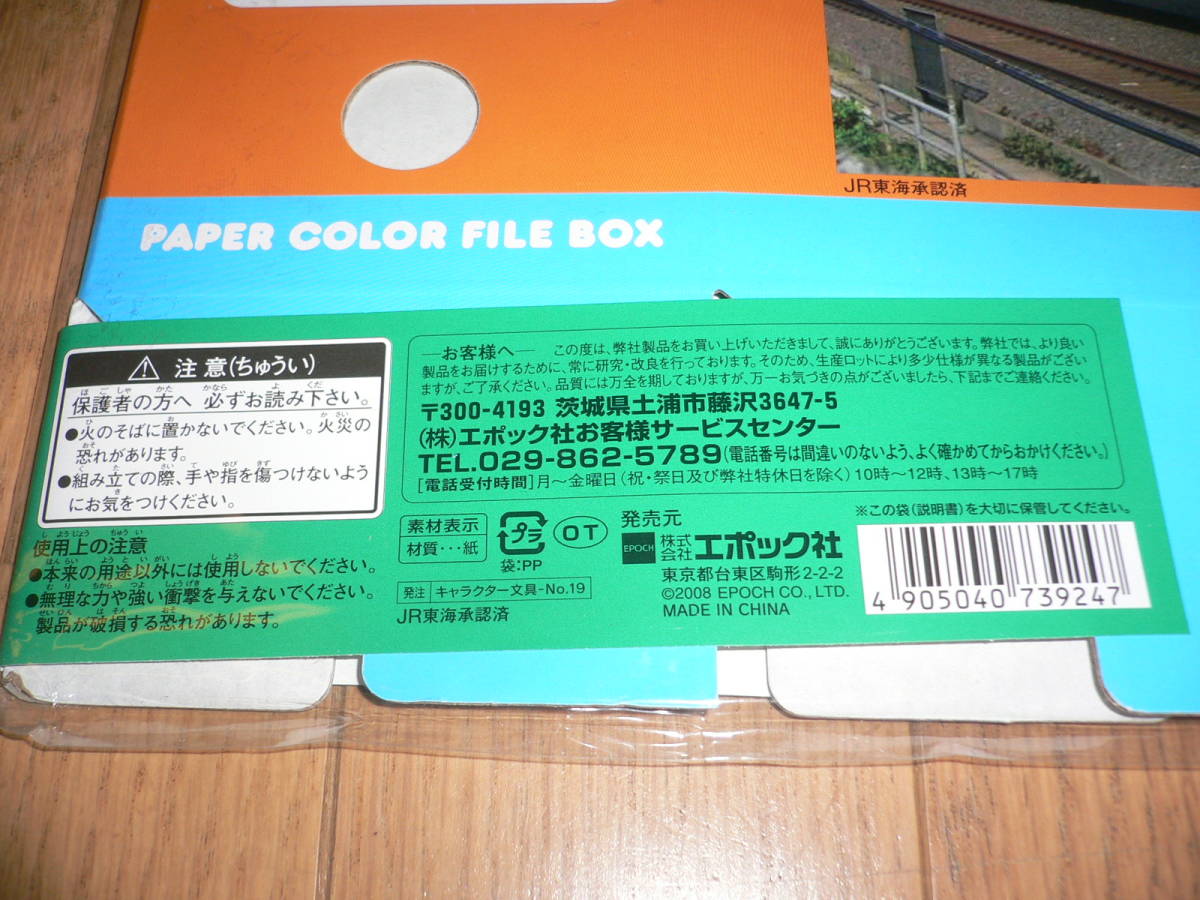 JR東海承認済
PAPER COLOR FILE BOX
⚠ 注意(ちゅうい)
保護者の方へ 必ずお読み下さい。
●火のそばに置かないでください。火災の
恐れがあります。
●組み立ての際、手や指を傷つけないよう
にお気をつけください。
使用上の注意
●本来の用途以外には使用しないでください。
●無理な力や強い衝撃を与えないでください。
製品が破損する恐れがあります。
―お客様へ― この度は、弊社製品をお買い上げいただきまして、誠にありがとうございます。弊社では、より良い
製品をお届けするために、常に研究・改良を行っております。そのため、生産ロットにより多少仕様が異なる製品がござい
ますが、ご了承ください。品質には万全を期しておりますが、万一お気づきの点がございましたら、下記までご連絡ください。
〒300-4193 茨城県土浦市藤沢3647-5
(株)エポック社お客様サービスセンター
TEL.029-862-5789(電話番号は間違いのないよう、よく確かめてからおかけください。)
[電話受付時間]月〜金曜日(祝・祭日及び弊社特休日を除く)10時〜12時、13時〜17時
素材表示
材質・・・紙
プラ
袋:PP
OT
発注 キャラクター文具-No.19
JR東海承認済
発売元
EPOCH 株式会社エポック社
東京都台東区駒形2-2-2
©2008 EPOCH CO., LTD.
MADE IN CHINA
※この袋(説明書)を大切に保管してください。
4 905040 739247